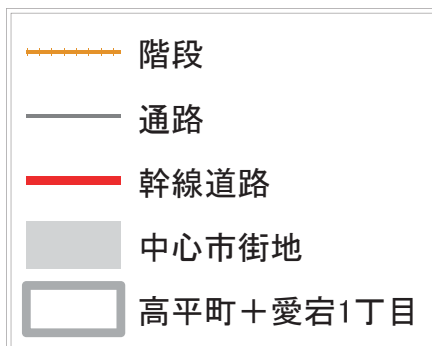 階段
通路
幹線道路
中心市街地
高平町＋愛宕1丁目